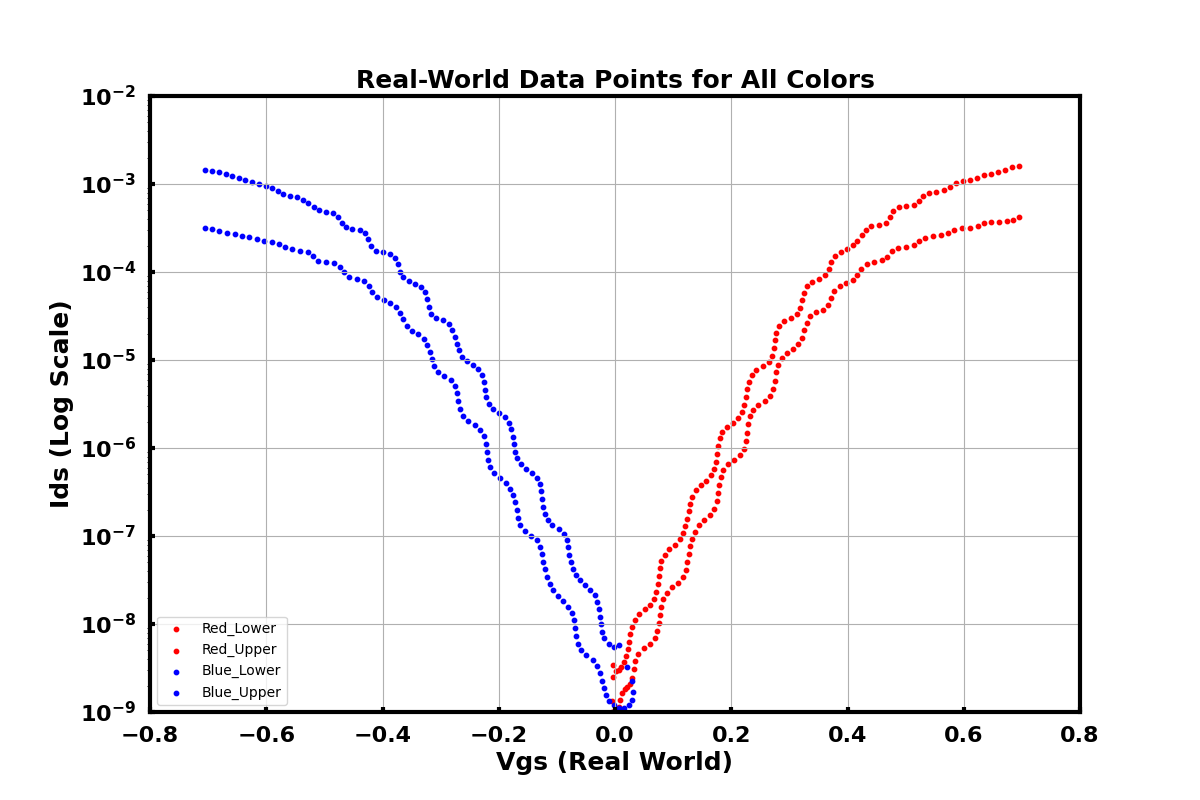 Real-World Data Points for All Colors
10⁻²
10⁻³
10⁻⁴
10⁻⁵
10⁻⁶
10⁻⁷
10⁻⁸
10⁻⁹
Ids (Log Scale)
Red_Lower
Red_Upper
Blue_Lower
Blue_Upper
−0.8 −0.6 −0.4 −0.2 0.0 0.2 0.4 0.6 0.8
Vgs (Real World)